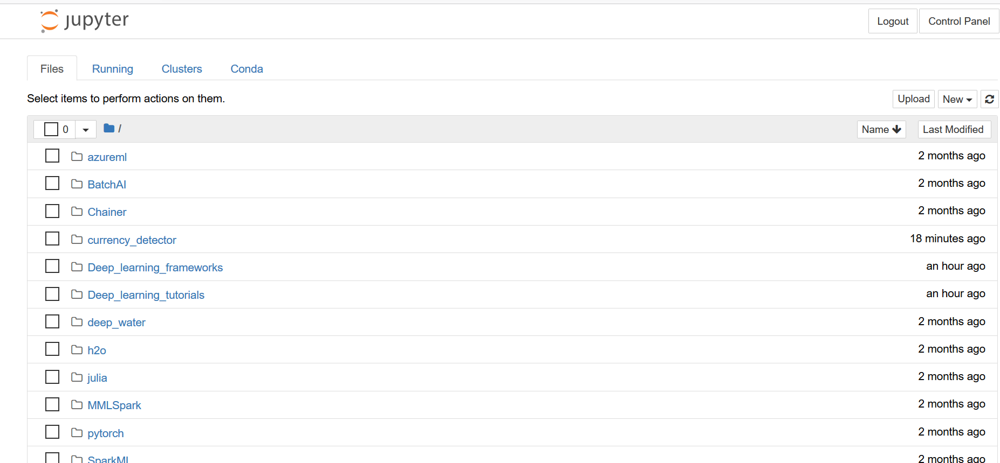 jupyter
Logout Control Panel
Files Running Clusters Conda
Select items to perform actions on them.
Upload New
0 / Name Last Modified
azureml 2 months ago
BatchAI 2 months ago
Chainer 2 months ago
currency_detector 18 minutes ago
Deep_learning_frameworks an hour ago
Deep_learning_tutorials an hour ago
deep_water 2 months ago
h2o 2 months ago
julia 2 months ago
MMLSpark 2 months ago
pytorch 2 months ago
SparkML 2 months ago